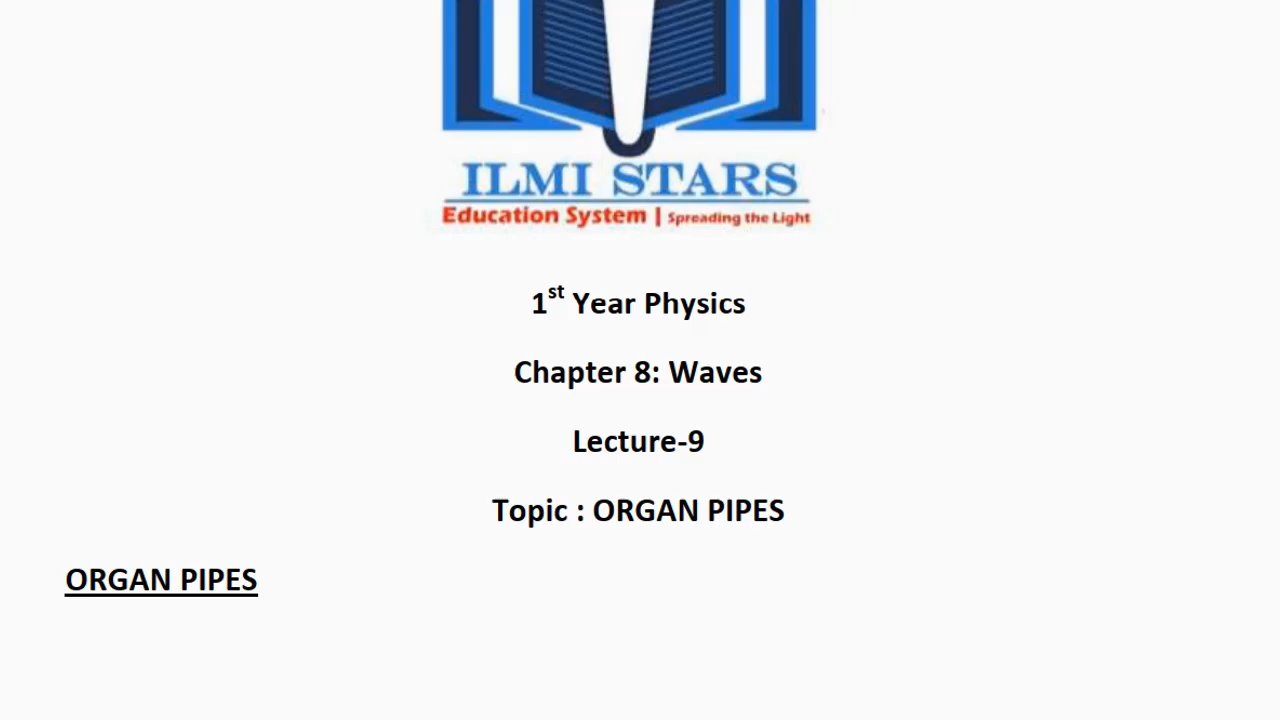 ILMI STARS
Education System | Spreading the Light
1st Year Physics
Chapter 8: Waves
Lecture-9
Topic : ORGAN PIPES
ORGAN PIPES